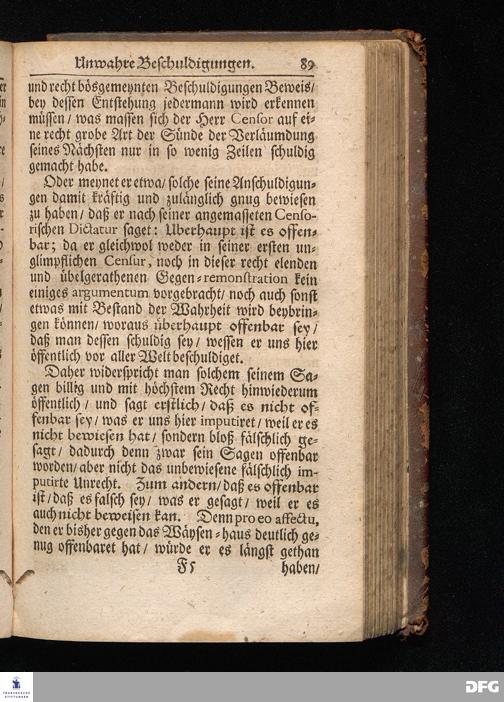 Unwahre Beschuldigungen. 89
und recht bösgemeynten Beschuldigungen Beweis/
bey dessen Entstehung jedermann wird erkennen
müssen/ was massen sich der Herr Censor auf ei-
ne recht grobe Art der Sünde der Verläumdung
seines Nächsten nur in so wenig Zeilen schuldig
gemacht habe.
Oder meynet er etwa/ solche seine Anschuldigun-
gen damit kräftig und zulänglich gnug bewiesen
zu haben/ daß er nach seiner angemasseten Censo-
rischen Dictatur saget: Uberhaupt ist es offen-
bar; da er gleichwol weder in seiner ersten un-
glimpflichen Censur, noch in dieser recht elenden
und übelgerathenen Gegen-remonstration kein
einiges argumentum vorgebracht/ noch auch sonst
etwas mit Bestand der Wahrheit wird beybrin-
gen können/ woraus überhaupt offenbar sey/
daß man dessen schuldig sey/ wessen er uns hier
öffentlich vor aller Welt beschuldiget.
Daher widerspricht man solchem seinem Sa-
gen billig und mit höchstem Recht hinwiederum
öffentlich/ und sagt erstlich/ daß es nicht of-
fenbar sey/ was er uns hier imputiret/ weil er es
nicht bewiesen hat/ sondern bloß fälschlich ge-
sagt/ dadurch denn zwar sein Sagen offenbar
worden/ aber nicht das unbewiesene fälschlich im-
putirte Unrecht. Zum andern/ daß es offenbar
ist/ daß es falsch sey/ was er gesagt/ weil er es
auch nicht beweisen kan. Denn pro eo affectu,
den er bisher gegen das Wäysen-haus deutlich ge-
nug offenbaret hat/ würde er es längst gethan
F5 haben/
FRANCKESCHE
STIFTUNGEN
DFG